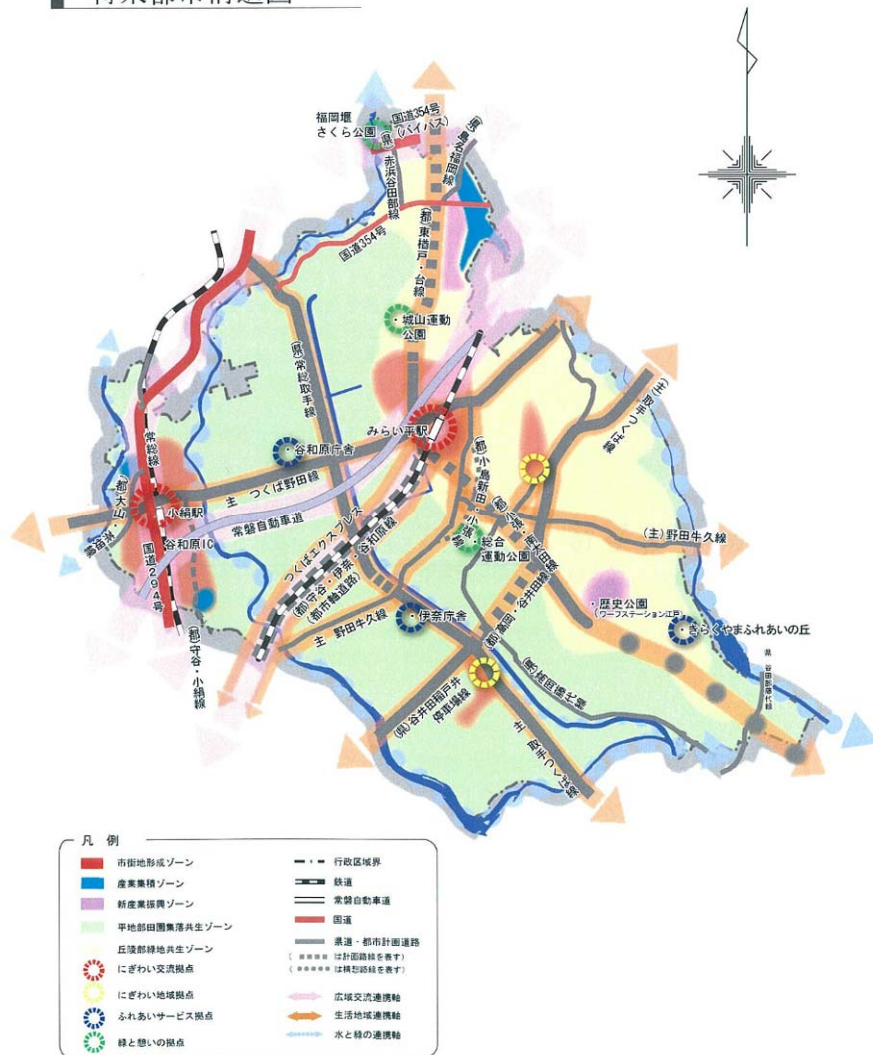 将来都市構造図
福岡堰
さくら公園
国道354号
(バイパス)
(県)島名福岡線
(県)赤浜谷田部線
国道354号
(都)東楢戸・台線
・城山運動
公園
(県)常総取手線
みらい平駅
・谷和原庁舎
(主)取手つくば線
常総線
主 つくば野田線
小絹駅
常磐自動車道
谷和原IC
国道294号
つくばエクスプレス
(都)守谷・伊奈・谷和原線
(都市軸道路)
(都)小島新田・小張線
(都)小張・南太田線
・総合
運動公園
(主)野田牛久線
・歴史公園
(ワープステーション江戸)
・伊奈庁舎
・きらくやまふれあいの丘
主 野田牛久線
(都)高岡・谷井田線
(都)守谷・小絹線
(県)谷井田稲戸井
停車場線
主 取手つくば線
県 谷田部藤代線
凡 例
市街地形成ゾーン
産業集積ゾーン
新産業振興ゾーン
平地部田園集落共生ゾーン
丘陵部緑地共生ゾーン
にぎわい交流拠点
にぎわい地域拠点
ふれあいサービス拠点
緑と憩いの拠点
行政区域界
鉄道
常磐自動車道
国道
県道・都市計画道路
( は計画路線を表す)
( は構想路線を表す)
広域交流連携軸
生活地域連携軸
水と緑の連携軸